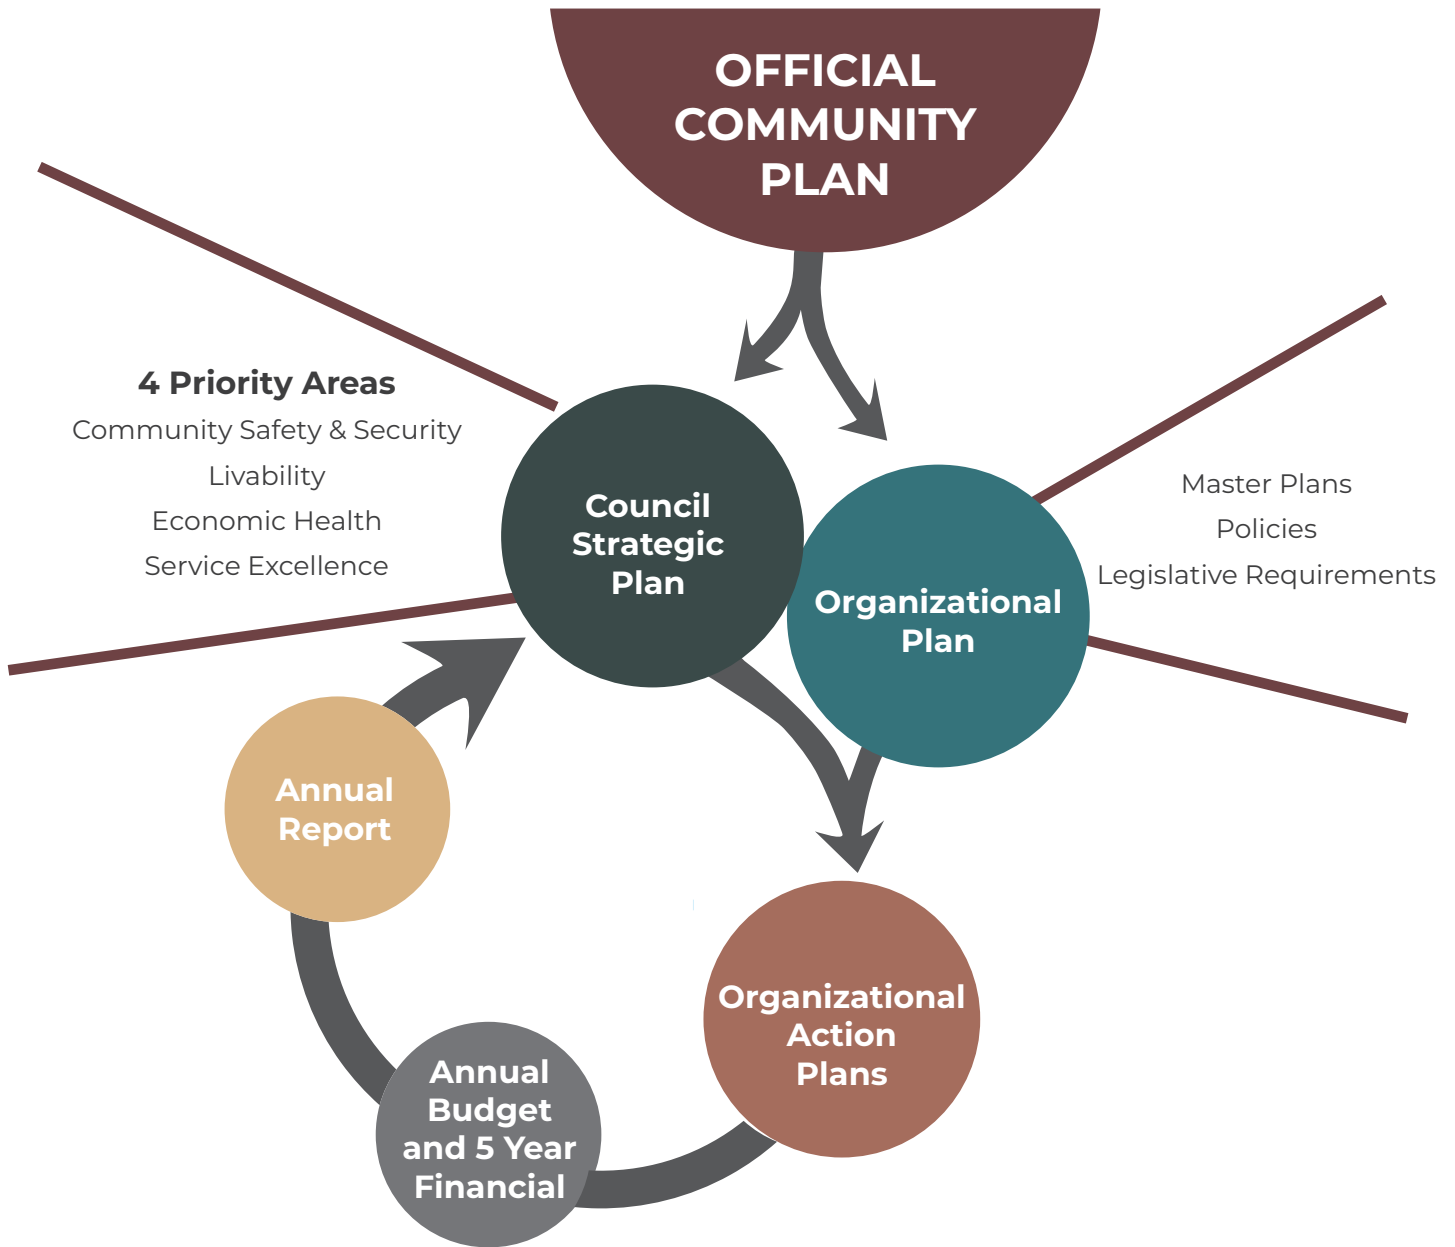 OFFICIAL
COMMUNITY
PLAN
4 Priority Areas
Community Safety & Security
Livability
Economic Health
Service Excellence
Council
Strategic
Plan
Master Plans
Policies
Legislative Requirements
Organizational
Plan
Annual
Report
Organizational
Action
Plans
Annual
Budget
and 5 Year
Financial